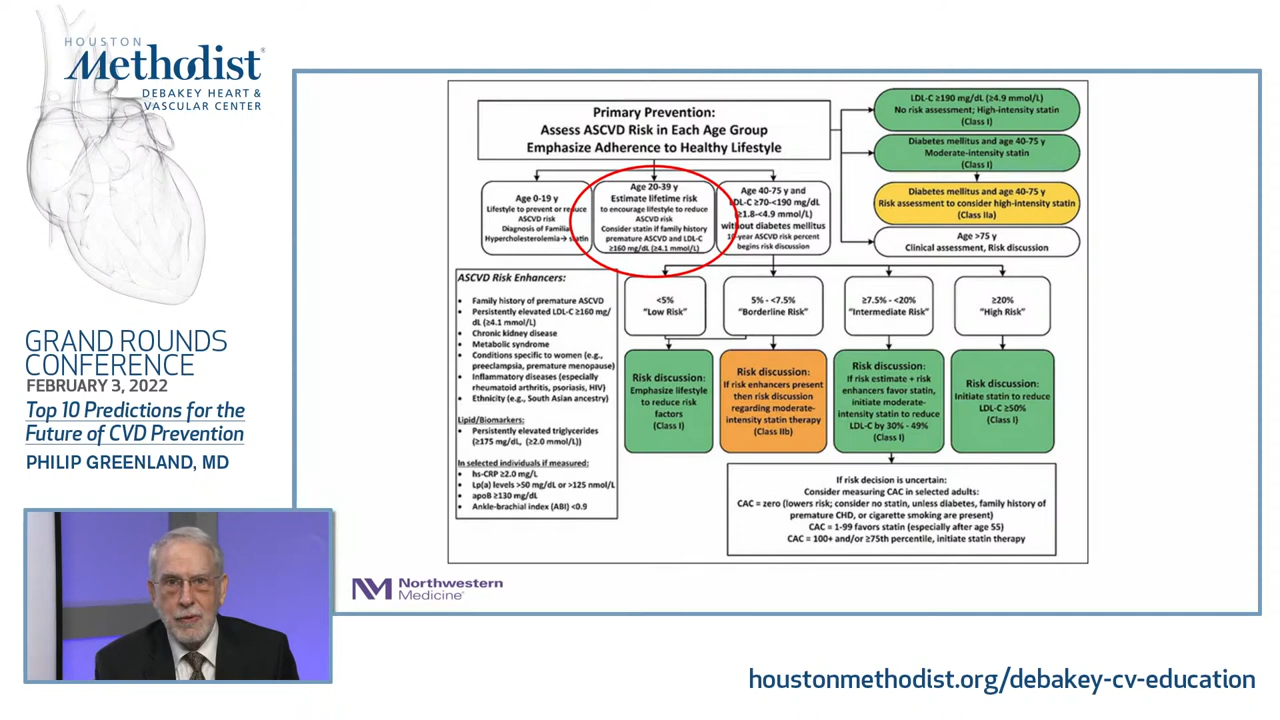 HOUSTON
Methodist
DEBAKEY HEART &
VASCULAR CENTER
GRAND ROUNDS
CONFERENCE
FEBRUARY 3, 2022
Top 10 Predictions for the
Future of CVD Prevention
PHILIP GREENLAND, MD
Primary Prevention:
Assess ASCVD Risk in Each Age Group
Emphasize Adherence to Healthy Lifestyle
LDL-C ≥190 mg/dL (≥4.9 mmol/L)
No risk assessment; High-intensity statin
(Class I)
Diabetes mellitus and age 40-75 y
Moderate-intensity statin
(Class I)
Diabetes mellitus and age 40-75 y
Risk assessment to consider high-intensity statin
(Class IIa)
Age >75 y
Clinical assessment, Risk discussion
Age 0-19 y
Lifestyle to prevent or reduce
ASCVD risk
Diagnosis of Familial
Hypercholesterolemia→ statin
Age 20-39 y
Estimate lifetime risk
to encourage lifestyle to reduce
ASCVD risk
Consider statin if family history
premature ASCVD and LDL-C
≥160 mg/dL (≥4.1 mmol/L)
Age 40-75 y and
LDL-C ≥70-<190 mg/dL
(≥1.8-<4.9 mmol/L)
without diabetes mellitus
10-year ASCVD risk percent
begins risk discussion
<5%
"Low Risk"
5% - <7.5%
"Borderline Risk"
≥7.5% - <20%
"Intermediate Risk"
≥20%
"High Risk"
Risk discussion:
Emphasize lifestyle
to reduce risk
factors
(Class I)
Risk discussion:
If risk enhancers present
then risk discussion
regarding moderate-
intensity statin therapy
(Class IIb)
Risk discussion:
If risk estimate + risk
enhancers favor statin,
initiate moderate-
intensity statin to reduce
LDL-C by 30% - 49%
(Class I)
Risk discussion:
Initiate statin to reduce
LDL-C ≥50%
(Class I)
ASCVD Risk Enhancers:
• Family history of premature ASCVD
• Persistently elevated LDL-C ≥160 mg/
dL (≥4.1 mmol/L)
• Chronic kidney disease
• Metabolic syndrome
• Conditions specific to women (e.g.,
preeclampsia, premature menopause)
• Inflammatory diseases (especially
rheumatoid arthritis, psoriasis, HIV)
• Ethnicity (e.g., South Asian ancestry)
Lipid/Biomarkers:
• Persistently elevated triglycerides
(≥175 mg/dL, (≥2.0 mmol/L))
In selected individuals if measured:
• hs-CRP ≥2.0 mg/L
• Lp(a) levels >50 mg/dL or >125 nmol/L
• apoB ≥130 mg/dL
• Ankle-brachial index (ABI) <0.9
If risk decision is uncertain:
Consider measuring CAC in selected adults:
CAC = zero (lowers risk; consider no statin, unless diabetes, family history of
premature CHD, or cigarette smoking are present)
CAC = 1-99 favors statin (especially after age 55)
CAC = 100+ and/or ≥75th percentile, initiate statin therapy
Northwestern
Medicine®
houstonmethodist.org/debakey-cv-education